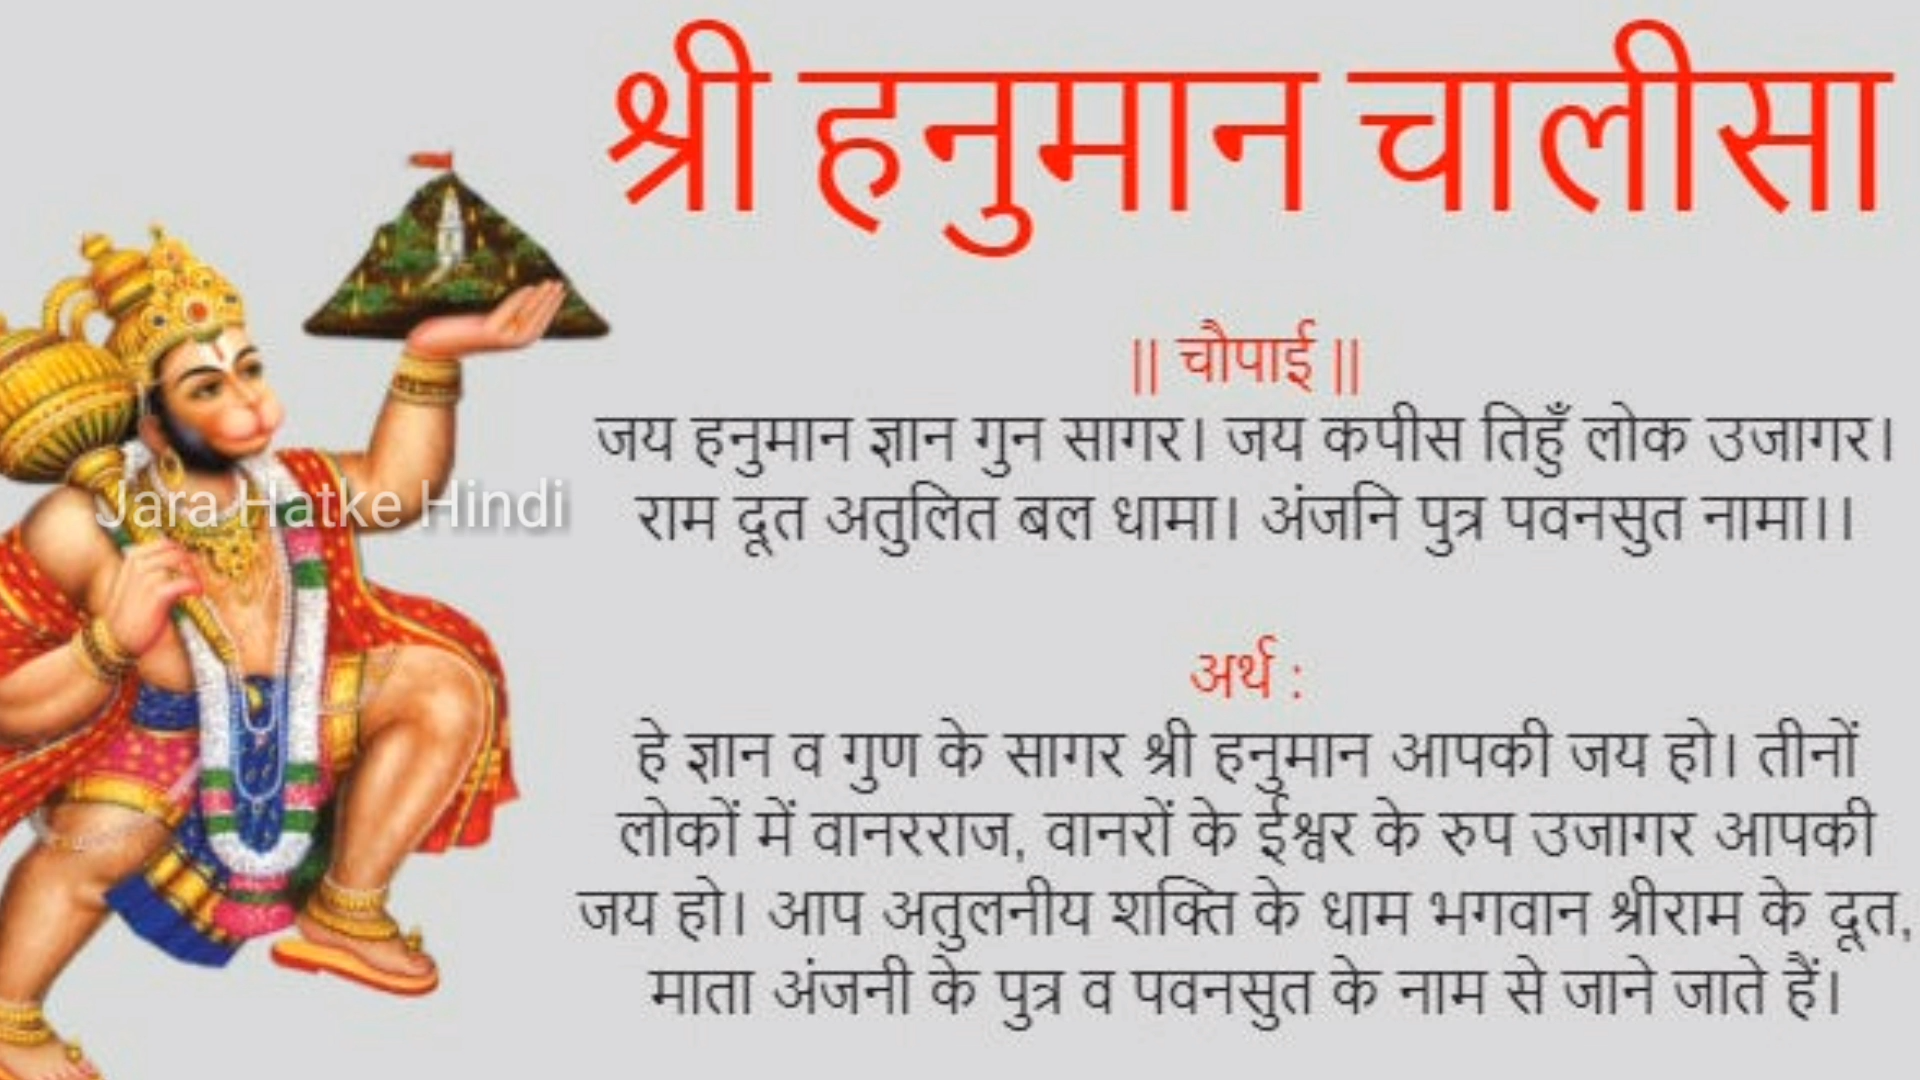 श्री हनुमान चालीसा
|| चौपाई ||
जय हनुमान ज्ञान गुन सागर। जय कपीस तिहुँ लोक उजागर।
राम दूत अतुलित बल धामा। अंजनि पुत्र पवनसुत नामा।।
Jara Hatke Hindi
अर्थ :
हे ज्ञान व गुण के सागर श्री हनुमान आपकी जय हो। तीनों
लोकों में वानरराज, वानरों के ईश्वर के रुप उजागर आपकी
जय हो। आप अतुलनीय शक्ति के धाम भगवान श्रीराम के दूत,
माता अंजनी के पुत्र व पवनसुत के नाम से जाने जाते हैं।